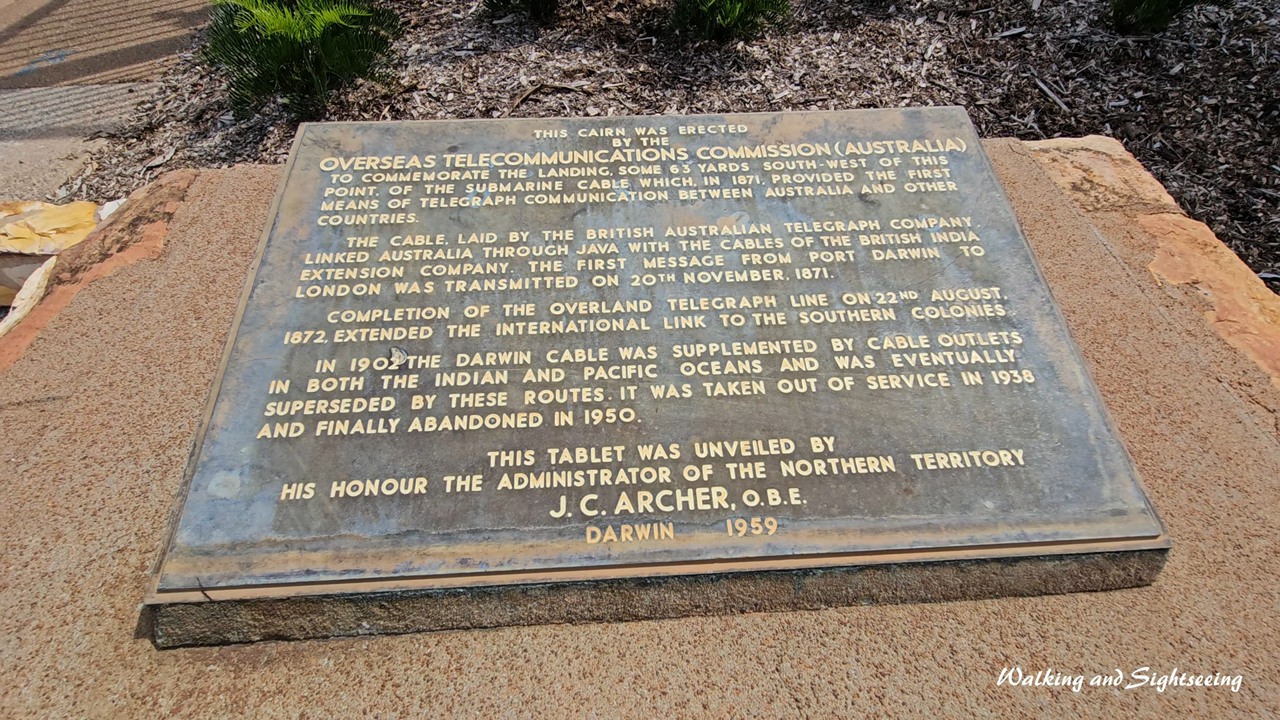 THIS CAIRN WAS ERECTED
BY THE
OVERSEAS TELECOMMUNICATIONS COMMISSION (AUSTRALIA)
TO COMMEMORATE THE LANDING, SOME 63 YARDS SOUTH-WEST OF THIS
POINT, OF THE SUBMARINE CABLE WHICH, IN 1871, PROVIDED THE FIRST
MEANS OF TELEGRAPH COMMUNICATION BETWEEN AUSTRALIA AND OTHER
COUNTRIES.
THE CABLE, LAID BY THE BRITISH AUSTRALIAN TELEGRAPH COMPANY,
LINKED AUSTRALIA THROUGH JAVA WITH THE CABLES OF THE BRITISH INDIA
EXTENSION COMPANY. THE FIRST MESSAGE FROM PORT DARWIN TO
LONDON WAS TRANSMITTED ON 20TH NOVEMBER, 1871.
COMPLETION OF THE OVERLAND TELEGRAPH LINE ON 22ND AUGUST,
1872, EXTENDED THE INTERNATIONAL LINK TO THE SOUTHERN COLONIES.
IN 1902 THE DARWIN CABLE WAS SUPPLEMENTED BY CABLE OUTLETS
IN BOTH THE INDIAN AND PACIFIC OCEANS AND WAS EVENTUALLY
SUPERSEDED BY THESE ROUTES. IT WAS TAKEN OUT OF SERVICE IN 1938
AND FINALLY ABANDONED IN 1950.
THIS TABLET WAS UNVEILED BY
HIS HONOUR THE ADMINISTRATOR OF THE NORTHERN TERRITORY
J. C. ARCHER, O.B.E.
DARWIN 1959
Walking and Sightseeing